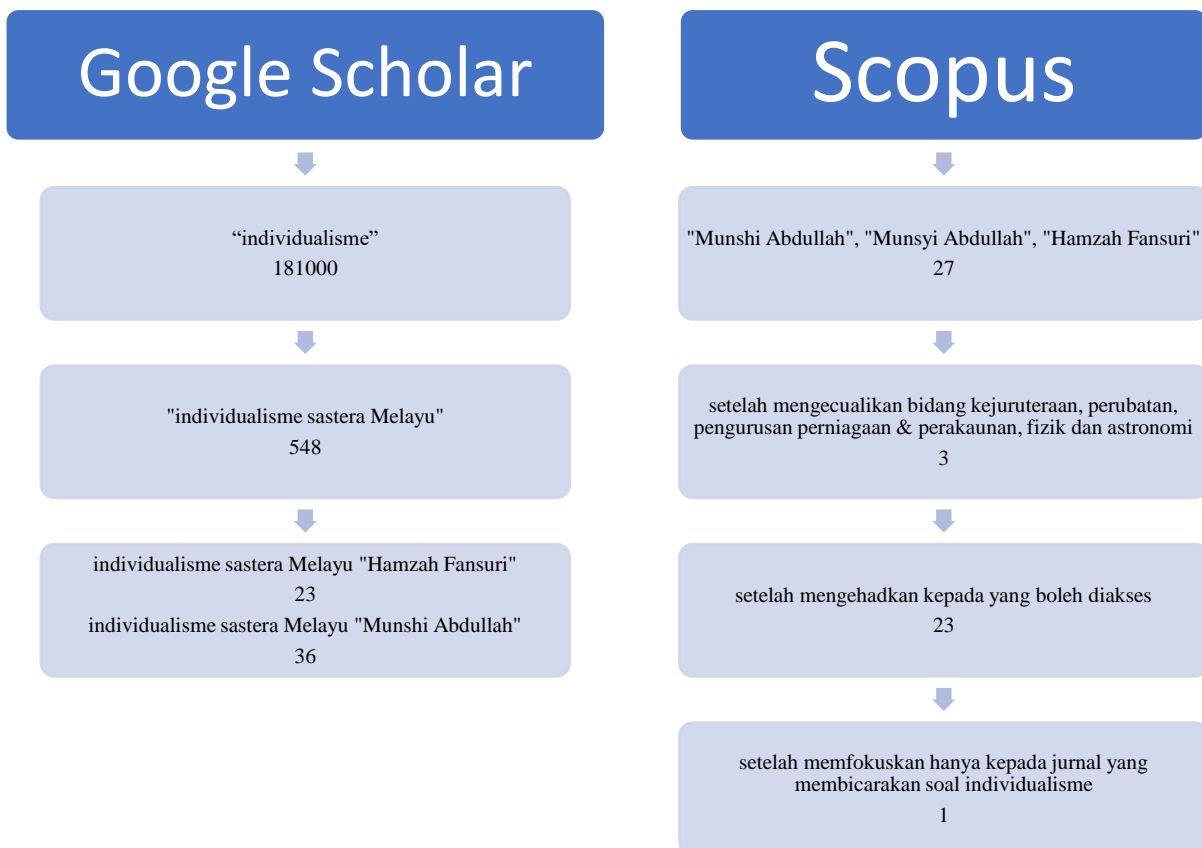 Google Scholar
“individualisme”
181000
"individualisme sastera Melayu"
548
individualisme sastera Melayu "Hamzah Fansuri"
23
individualisme sastera Melayu "Munshi Abdullah"
36
Scopus
"Munshi Abdullah", "Munsyi Abdullah", "Hamzah Fansuri"
27
setelah mengecualikan bidang kejuruteraan, perubatan,
pengurusan perniagaan & perakaunan, fizik dan astronomi
3
setelah mengehadkan kepada yang boleh diakses
23
setelah memfokuskan hanya kepada jurnal yang
membicarakan soal individualisme
1